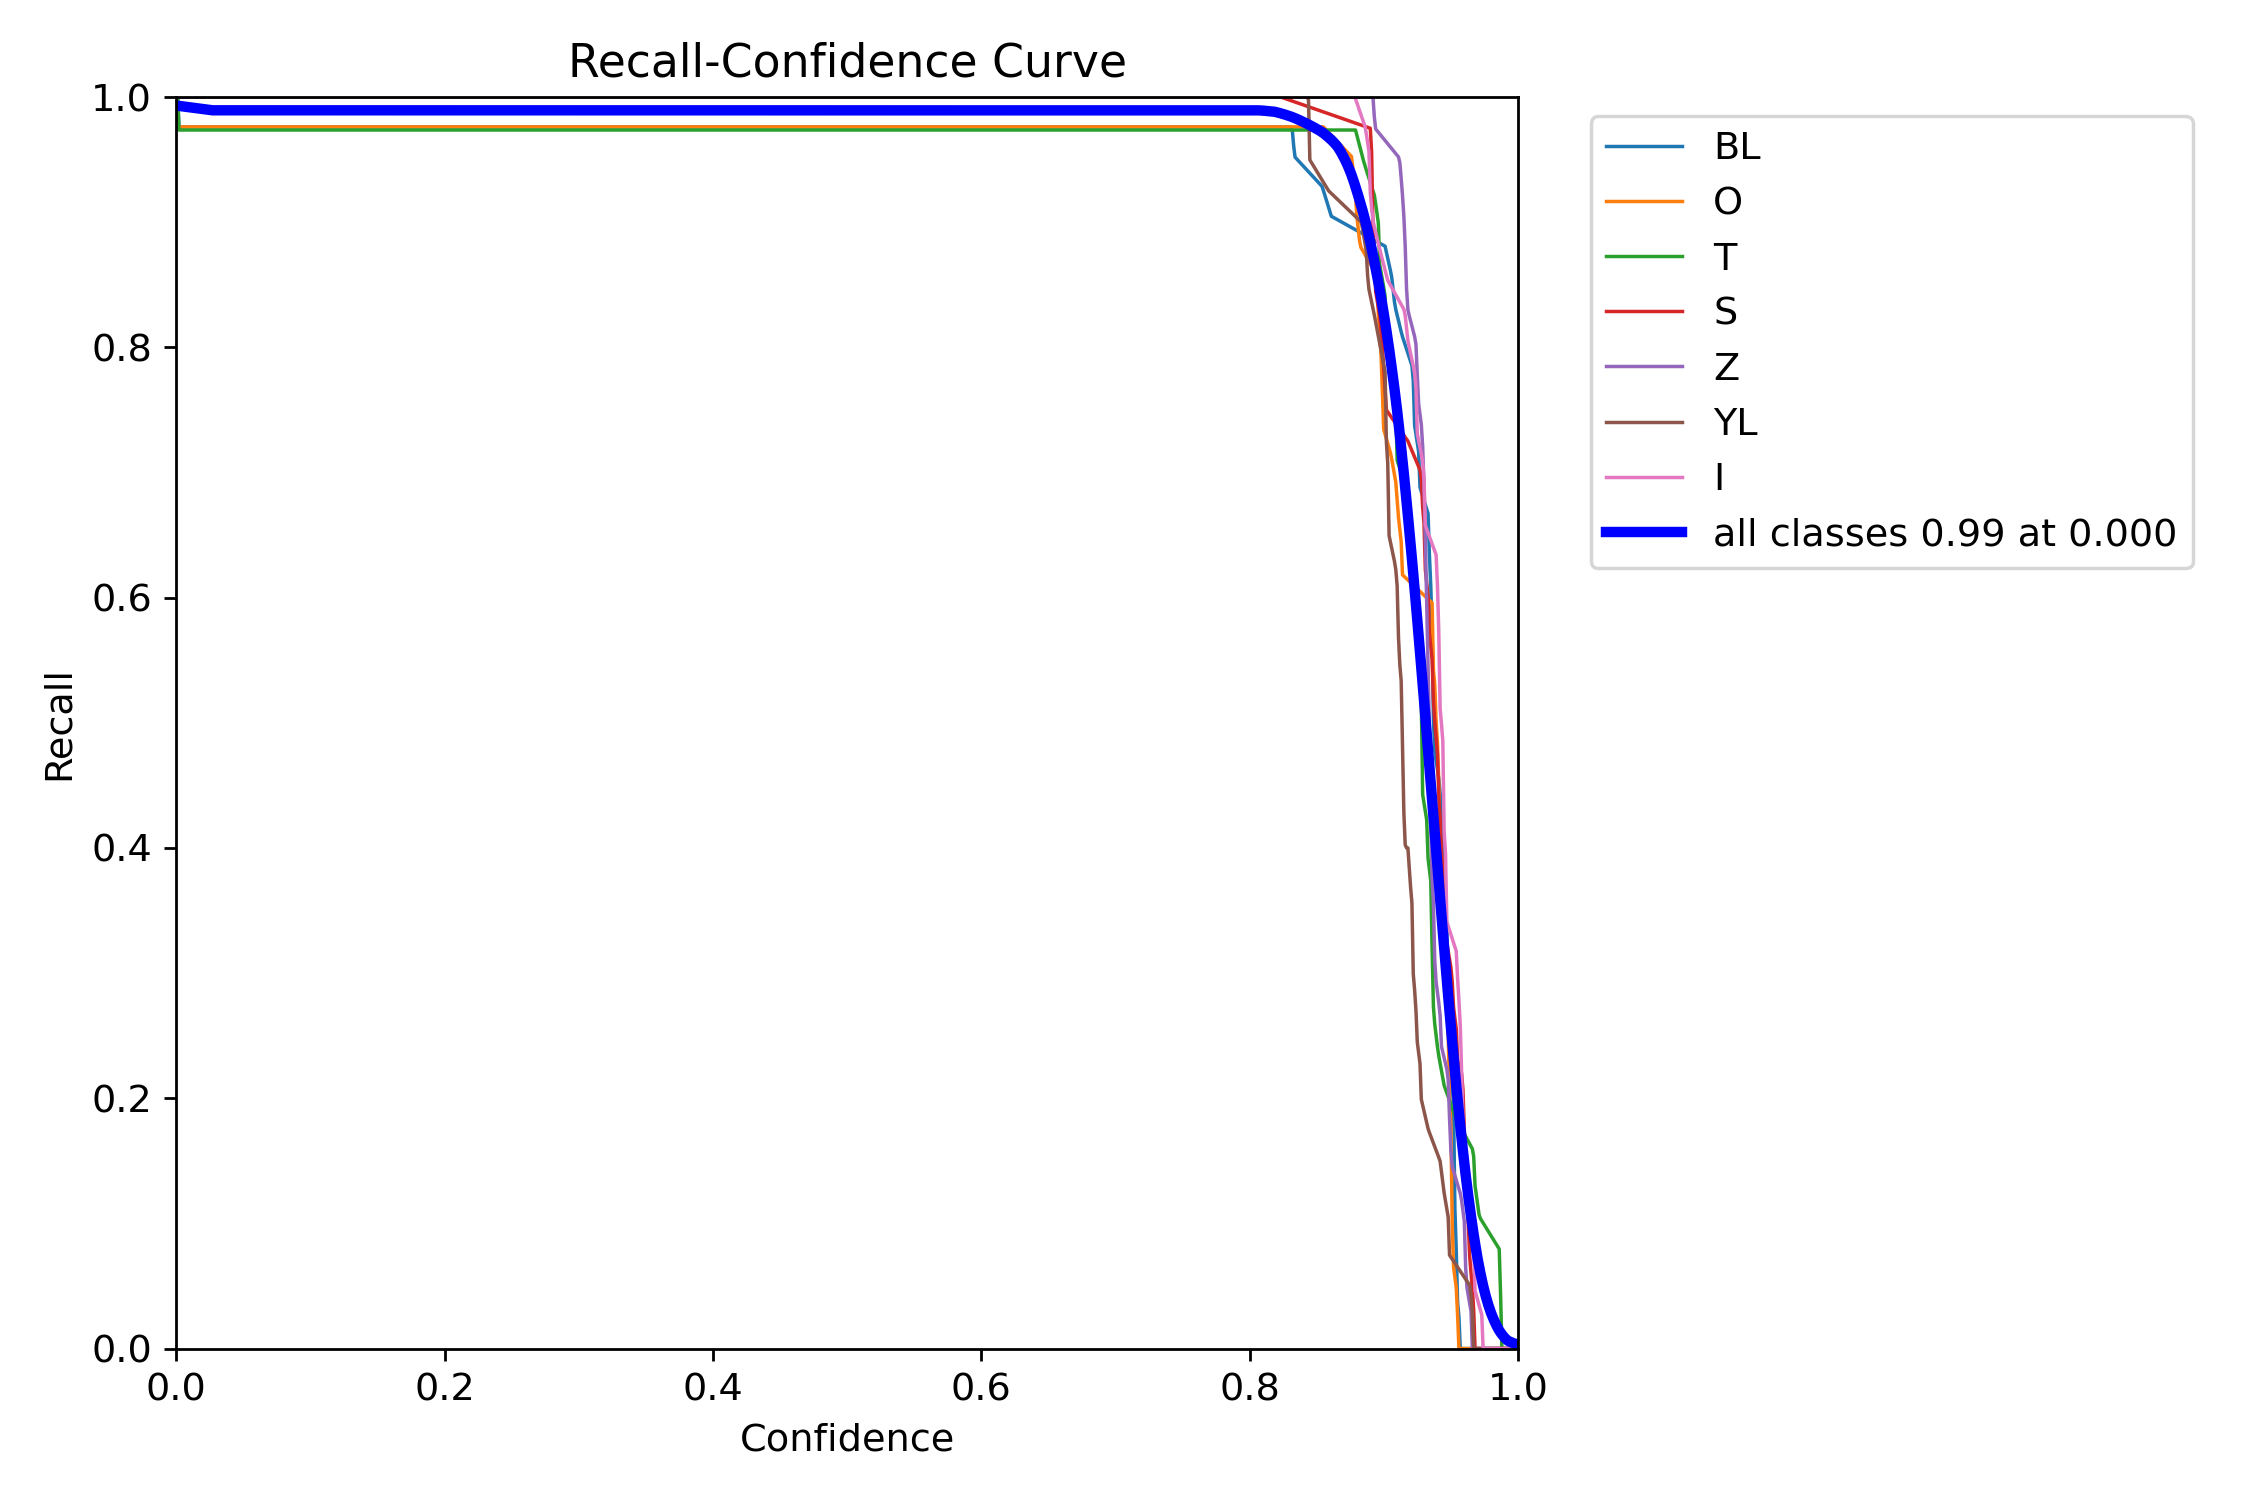 Recall-Confidence Curve
1.0
0.8
0.6
0.4
0.2
0.0
Recall
0.0 0.2 0.4 0.6 0.8 1.0
Confidence
BL
O
T
S
Z
YL
I
all classes 0.99 at 0.000